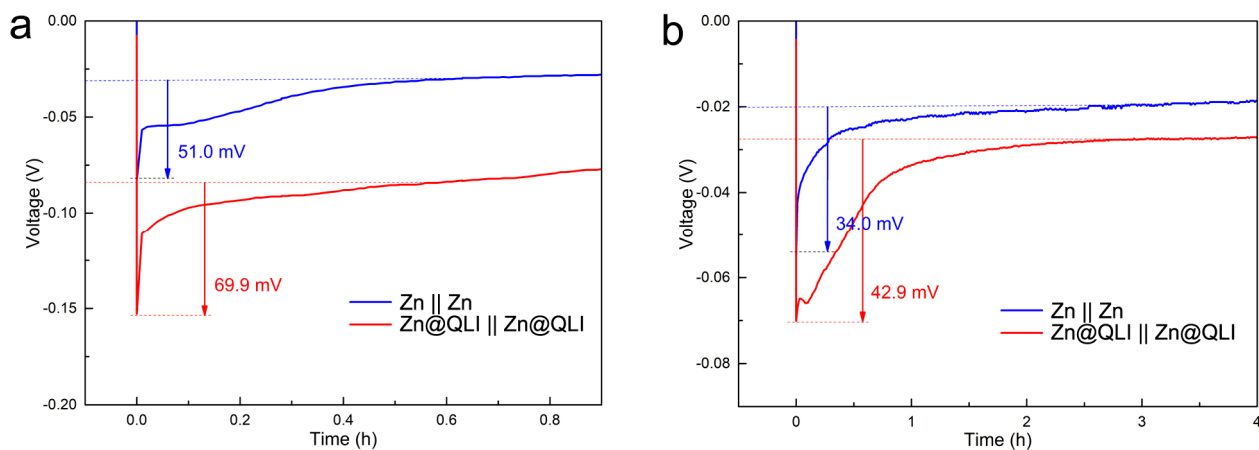 a
0.00
-0.05
-0.10
-0.15
-0.20
Voltage (V)
51.0 mV
69.9 mV
Zn || Zn
Zn@QLI || Zn@QLI
0.0 0.2 0.4 0.6 0.8
Time (h)
b
0.00
-0.02
-0.04
-0.06
-0.08
Voltage (V)
34.0 mV
42.9 mV
Zn || Zn
Zn@QLI || Zn@QLI
0 1 2 3 4
Time (h)